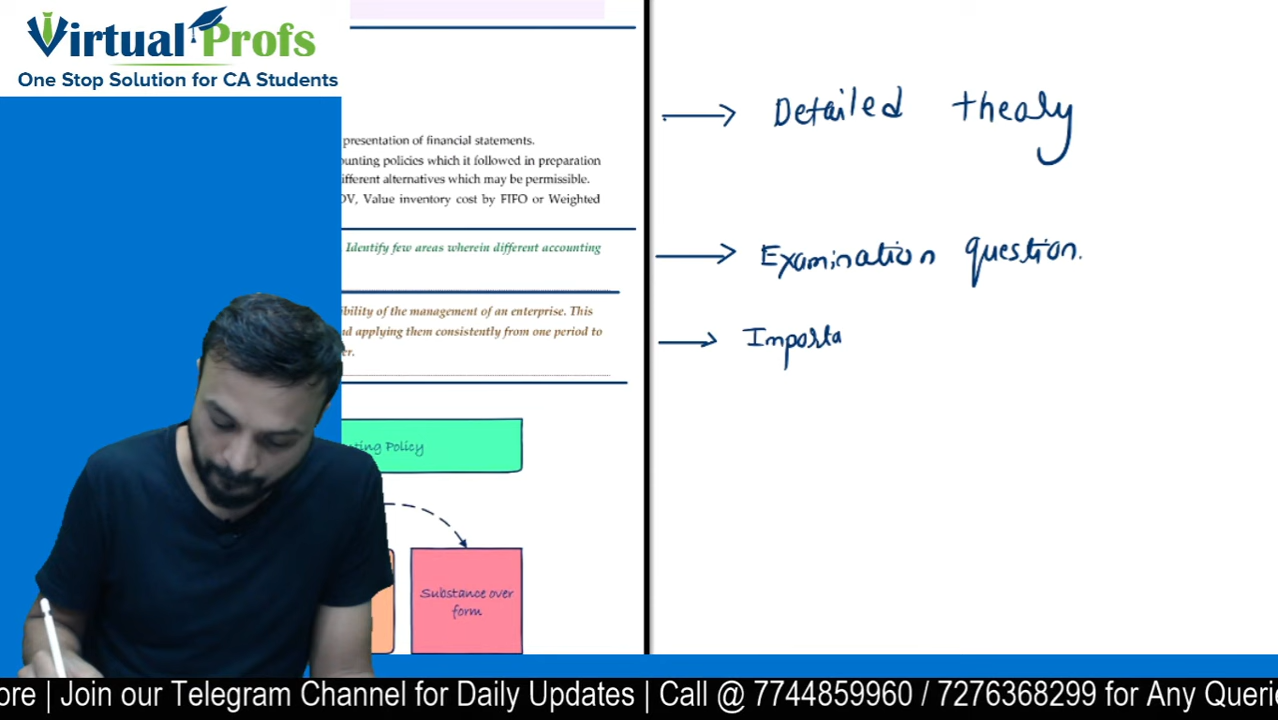 Virtual Profs
One Stop Solution for CA Students
presentation of financial statements.
ounting policies which it followed in preparation
ifferent alternatives which may be permissible.
DV, Value inventory cost by FIFO or Weighted
Identify few areas wherein different accounting
ibility of the management of an enterprise. This
nd applying them consistently from one period to
er.
ting Policy
Substance over
form
Detailed theory
Examination question.
Importa
ore | Join our Telegram Channel for Daily Updates | Call @ 7744859960 / 7276368299 for Any Querie